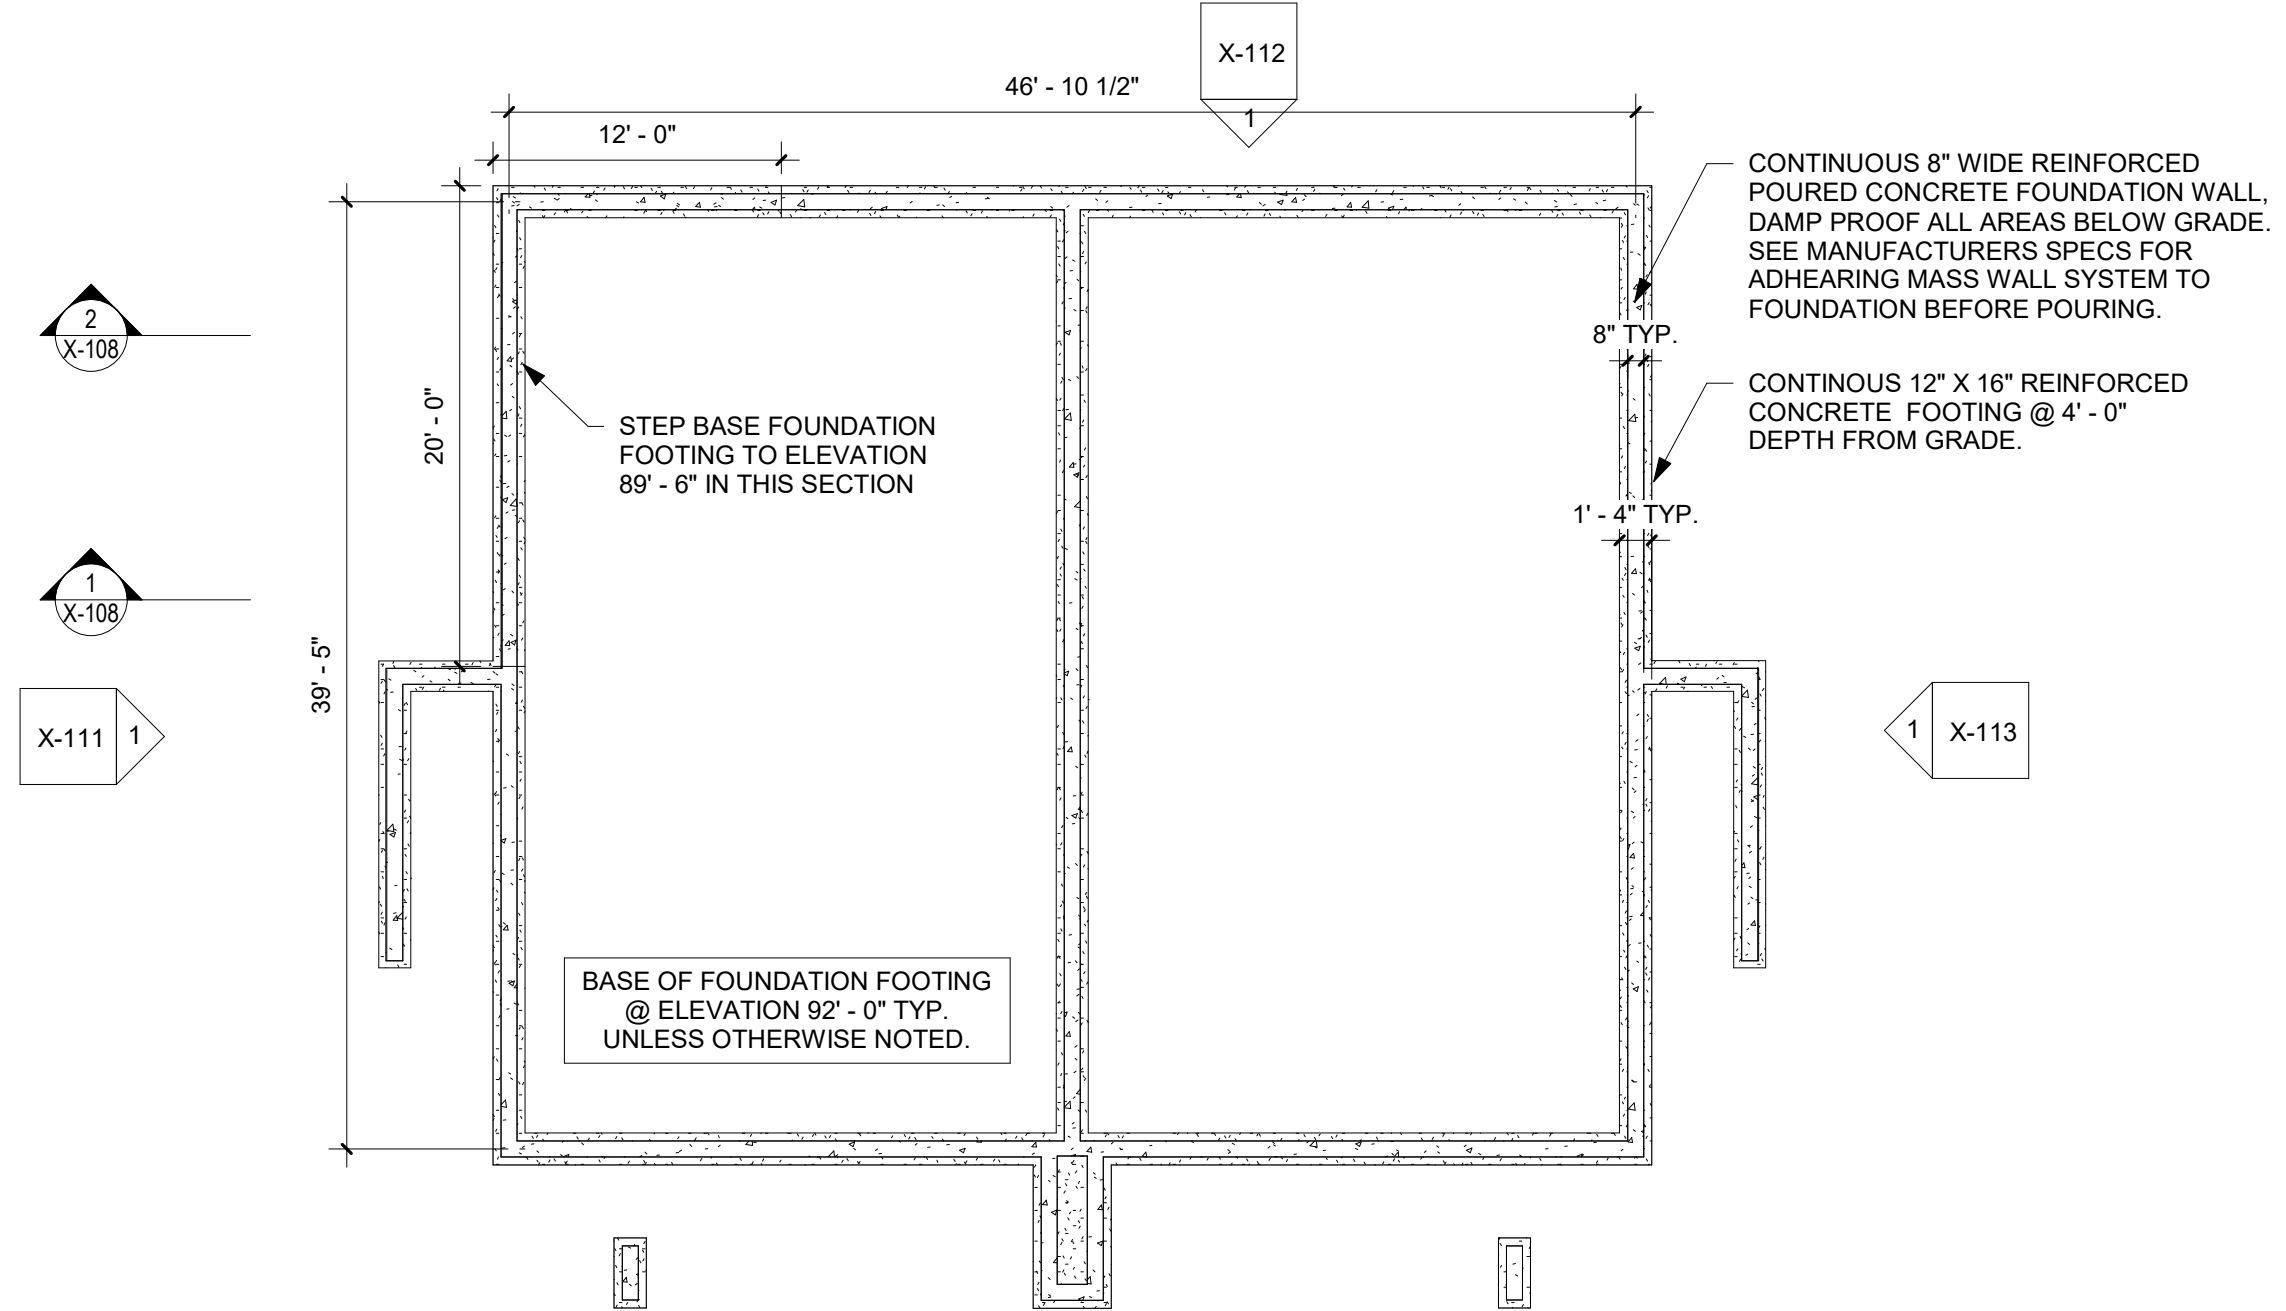 X-112
1
46' - 10 1/2"
12' - 0"
CONTINUOUS 8" WIDE REINFORCED
POURED CONCRETE FOUNDATION WALL,
DAMP PROOF ALL AREAS BELOW GRADE.
SEE MANUFACTURERS SPECS FOR
ADHEARING MASS WALL SYSTEM TO
FOUNDATION BEFORE POURING.
2
X-108
8" TYP.
CONTINOUS 12" X 16" REINFORCED
CONCRETE  FOOTING @ 4' - 0"
DEPTH FROM GRADE.
20' - 0"
STEP BASE FOUNDATION
FOOTING TO ELEVATION
89' - 6" IN THIS SECTION
1' - 4" TYP.
1
X-108
39' - 5"
X-111
1
1
X-113
BASE OF FOUNDATION FOOTING
@ ELEVATION 92' - 0" TYP.
UNLESS OTHERWISE NOTED.